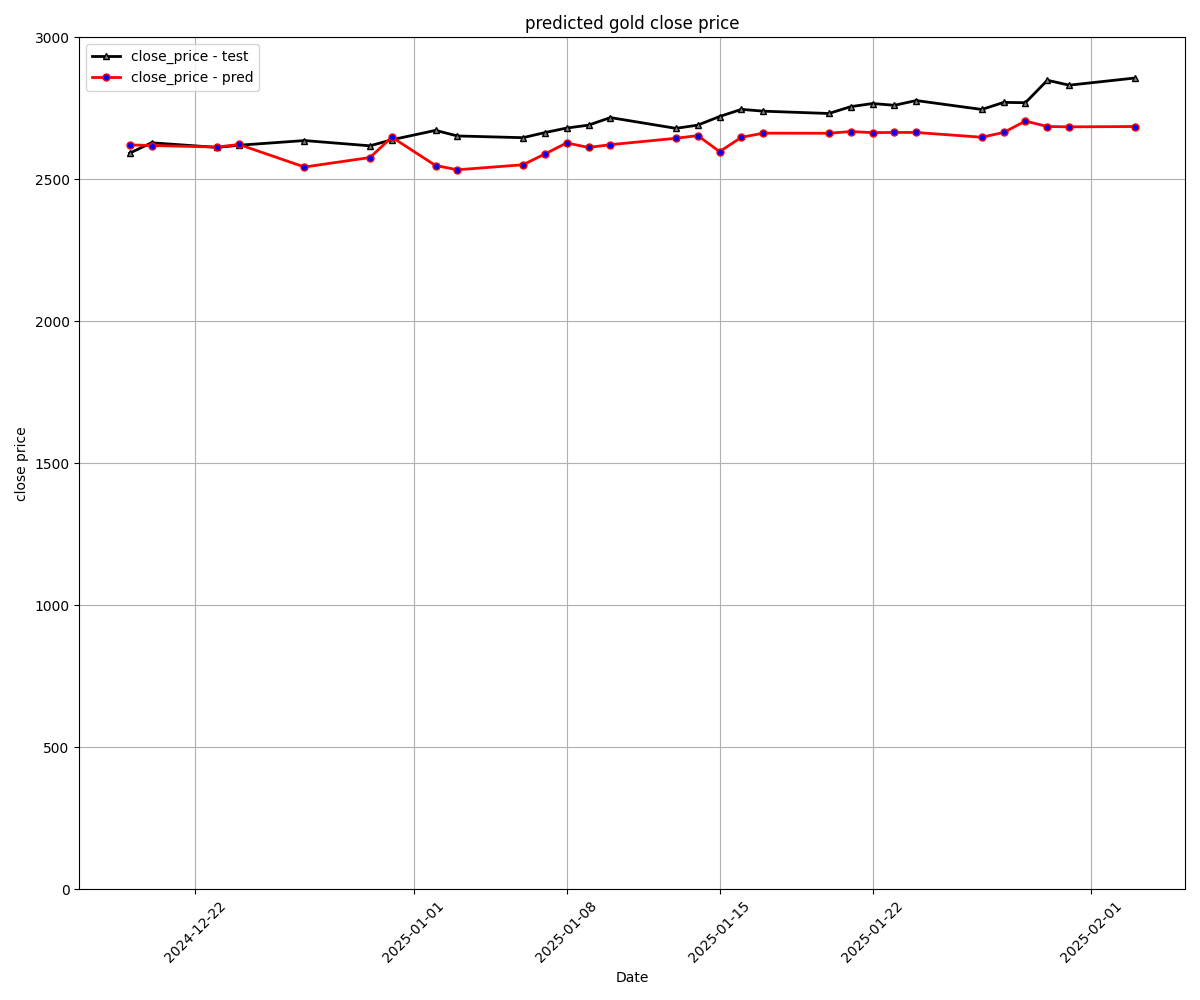 predicted gold close price
close_price - test
close_price - pred
3000
2500
2000
1500
1000
500
0
close price
2024-12-22
2025-01-01
2025-01-08
2025-01-15
2025-01-22
2025-02-01
Date